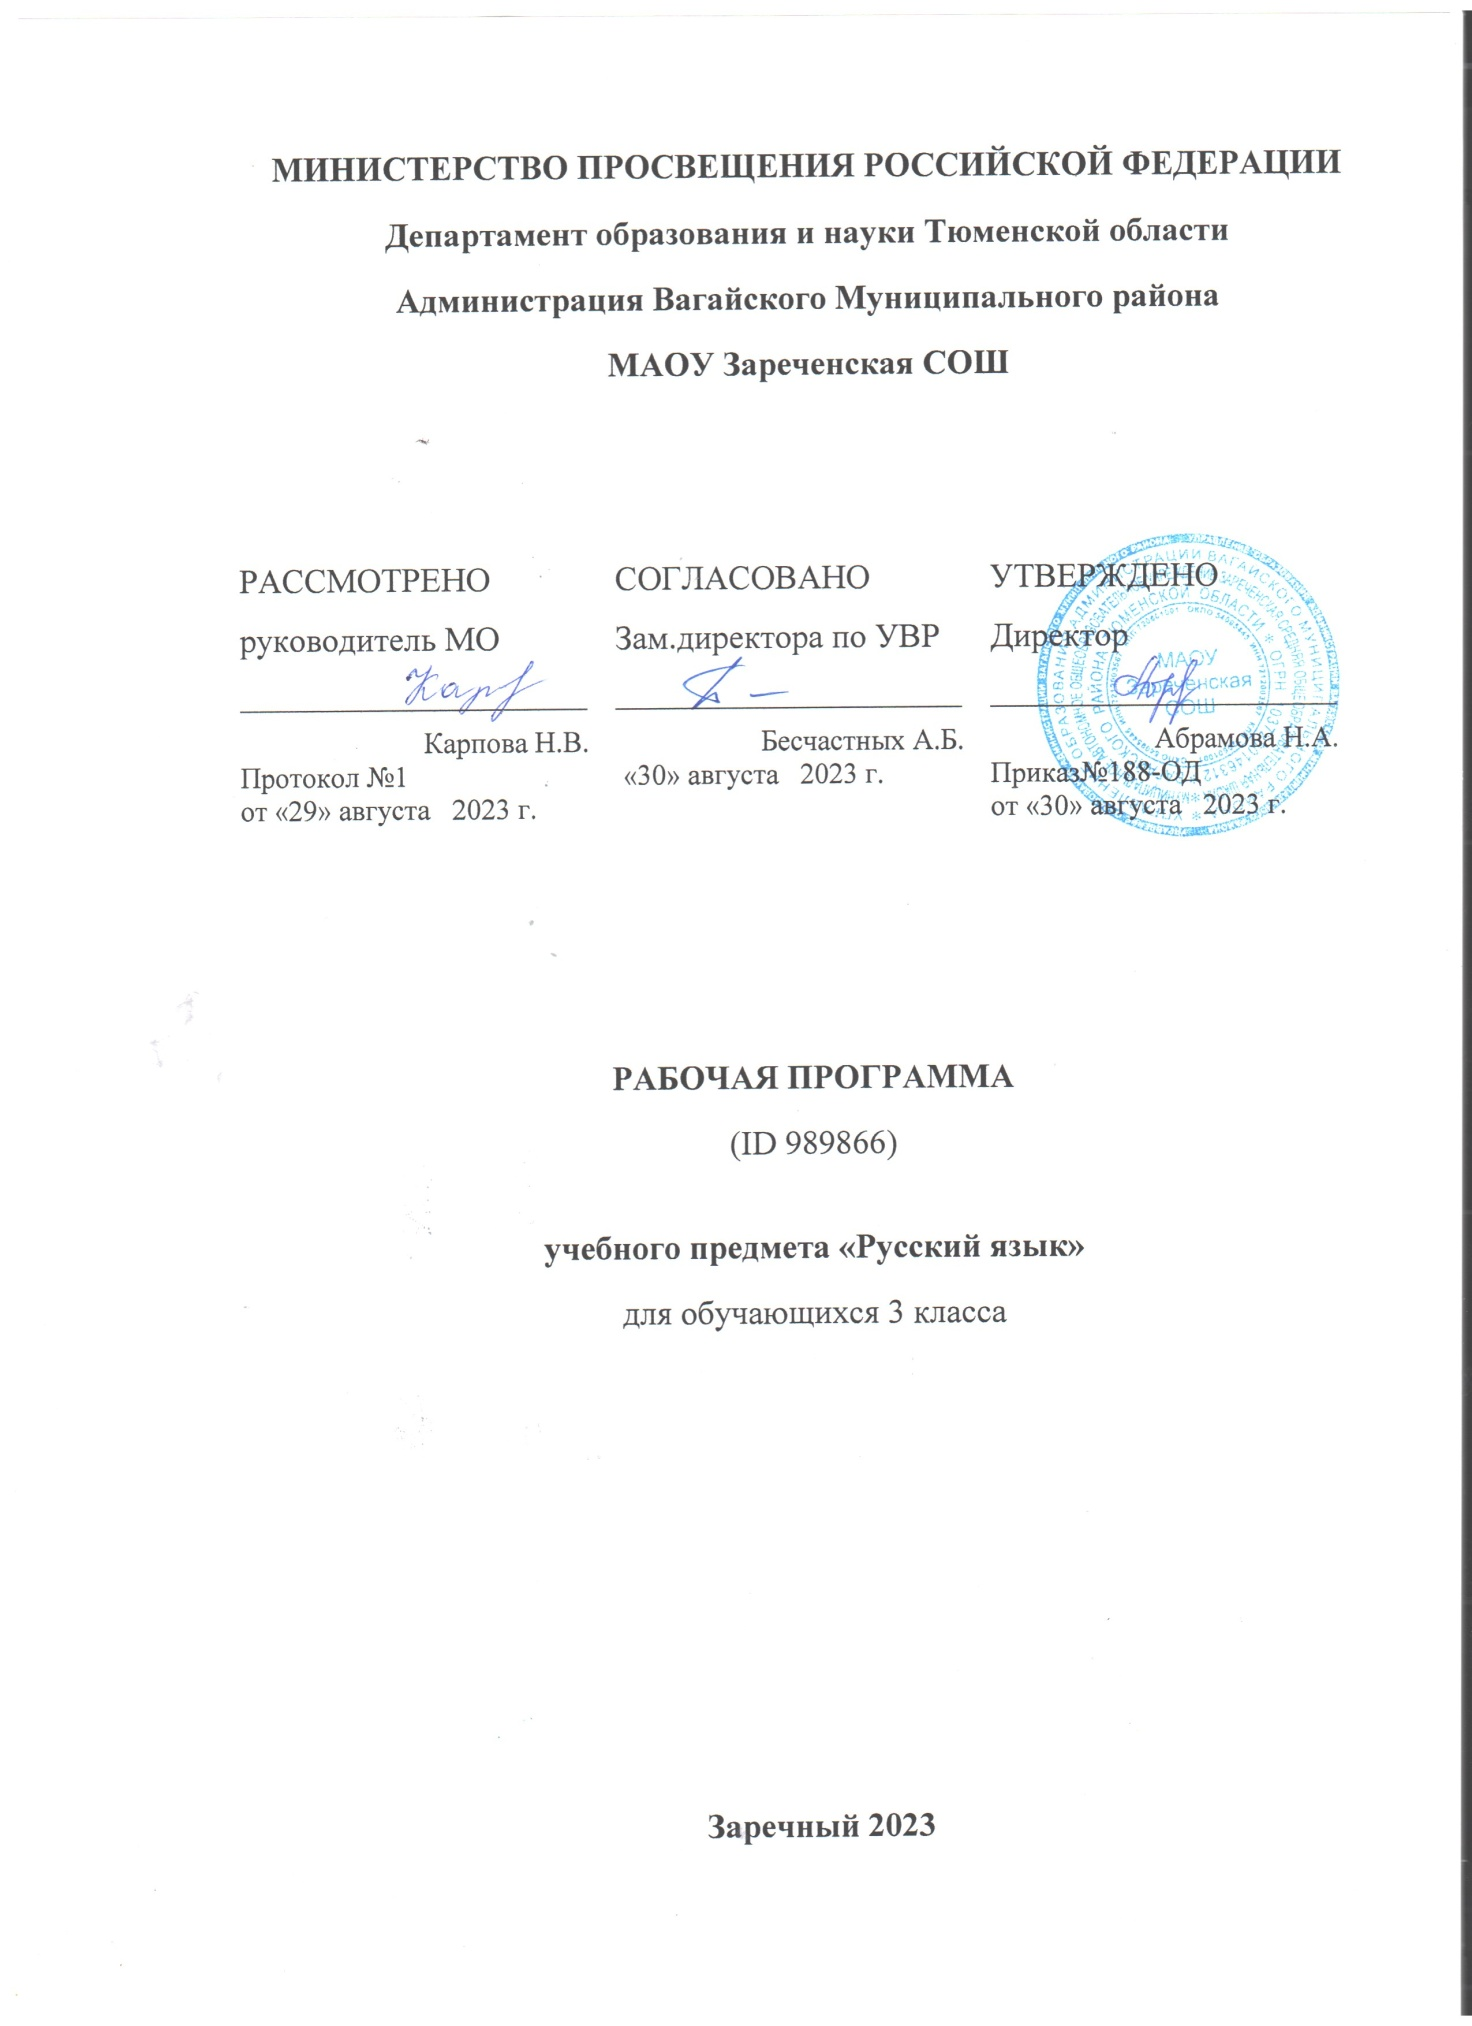 МИНИСТЕРСТВО ПРОСВЕЩЕНИЯ РОССИЙСКОЙ ФЕДЕРАЦИИ
Департамент образования и науки Тюменской области
Администрация Вагайского Муниципального района
МАОУ Зареченская СОШ
РАССМОТРЕНО
руководитель МО
Карпова Н.В.
Протокол №1
от «29» августа 2023 г.
СОГЛАСОВАНО
Зам.директора по УВР
Бесчастных А.Б.
«30» августа 2023 г.
УТВЕРЖДЕНО
Директор
Абрамова Н.А.
Приказ№188-ОД
от «30» августа 2023 г.
МАОУ
Зареченская
СОШ
РАБОЧАЯ ПРОГРАММА
(ID 989866)
учебного предмета «Русский язык»
для обучающихся 3 класса
Заречный 2023